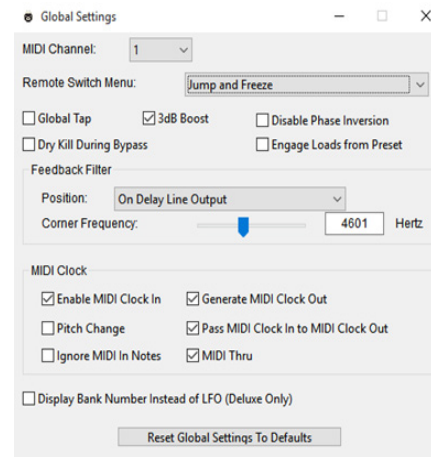 Global Settings
MIDI Channel: 1
Remote Switch Menu: Jump and Freeze
Global Tap 3dB Boost Disable Phase Inversion
Dry Kill During Bypass Engage Loads from Preset
Feedback Filter
Position: On Delay Line Output
Corner Frequency: 4601 Hertz
MIDI Clock
Enable MIDI Clock In Generate MIDI Clock Out
Pitch Change Pass MIDI Clock In to MIDI Clock Out
Ignore MIDI In Notes MIDI Thru
Display Bank Number Instead of LFO (Deluxe Only)
Reset Global Settings To Defaults